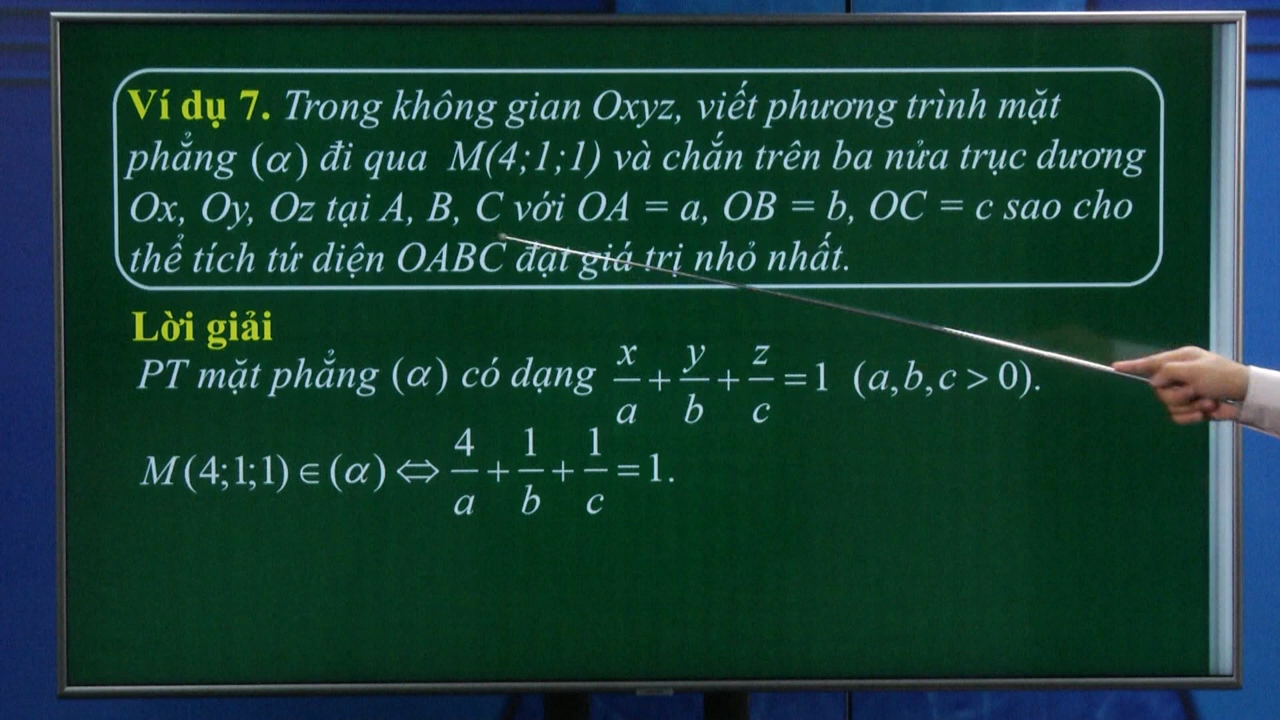 Ví dụ 7. Trong không gian Oxyz, viết phương trình mặt
phẳng (α) đi qua M(4;1;1) và chắn trên ba nửa trục dương
Ox, Oy, Oz tại A, B, C với OA = a, OB = b, OC = c sao cho
thể tích tứ diện OABC đạt giá trị nhỏ nhất.
Lời giải
PT mặt phẳng (α) có dạng x/a + y/b + z/c = 1 (a,b,c > 0).
M(4;1;1) ∈ (α) ⇔ 4/a + 1/b + 1/c = 1.